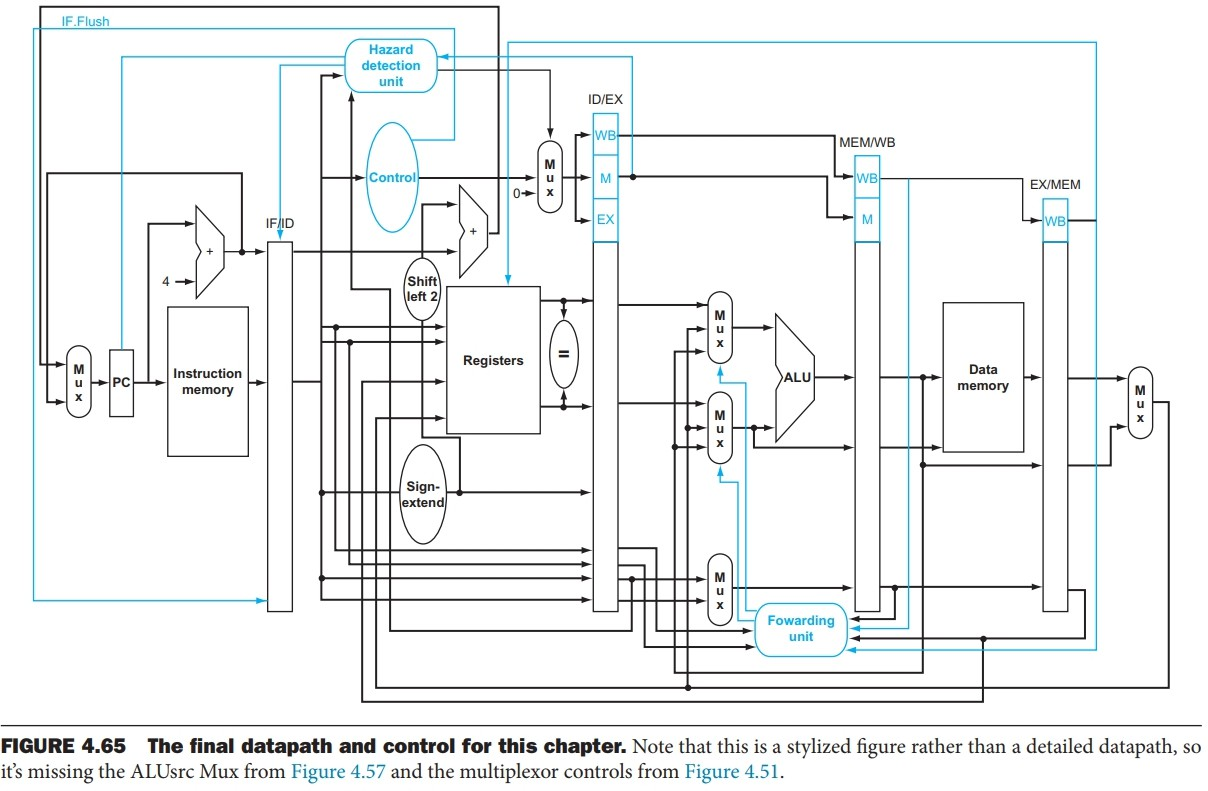 IF.Flush
Hazard
detection
unit
ID/EX
WB
M
EX
MEM/WB
WB
M
EX/MEM
WB
Control
M
u
x
0
IF/ID
+
4
+
Shift
left 2
M
u
x
PC
Instruction
memory
Registers
=
M
u
x
ALU
M
u
x
Data
memory
M
u
x
Sign-
extend
M
u
x
Fowarding
unit
FIGURE 4.65 The final datapath and control for this chapter. Note that this is a stylized figure rather than a detailed datapath, so
it’s missing the ALUsrc Mux from Figure 4.57 and the multiplexor controls from Figure 4.51.